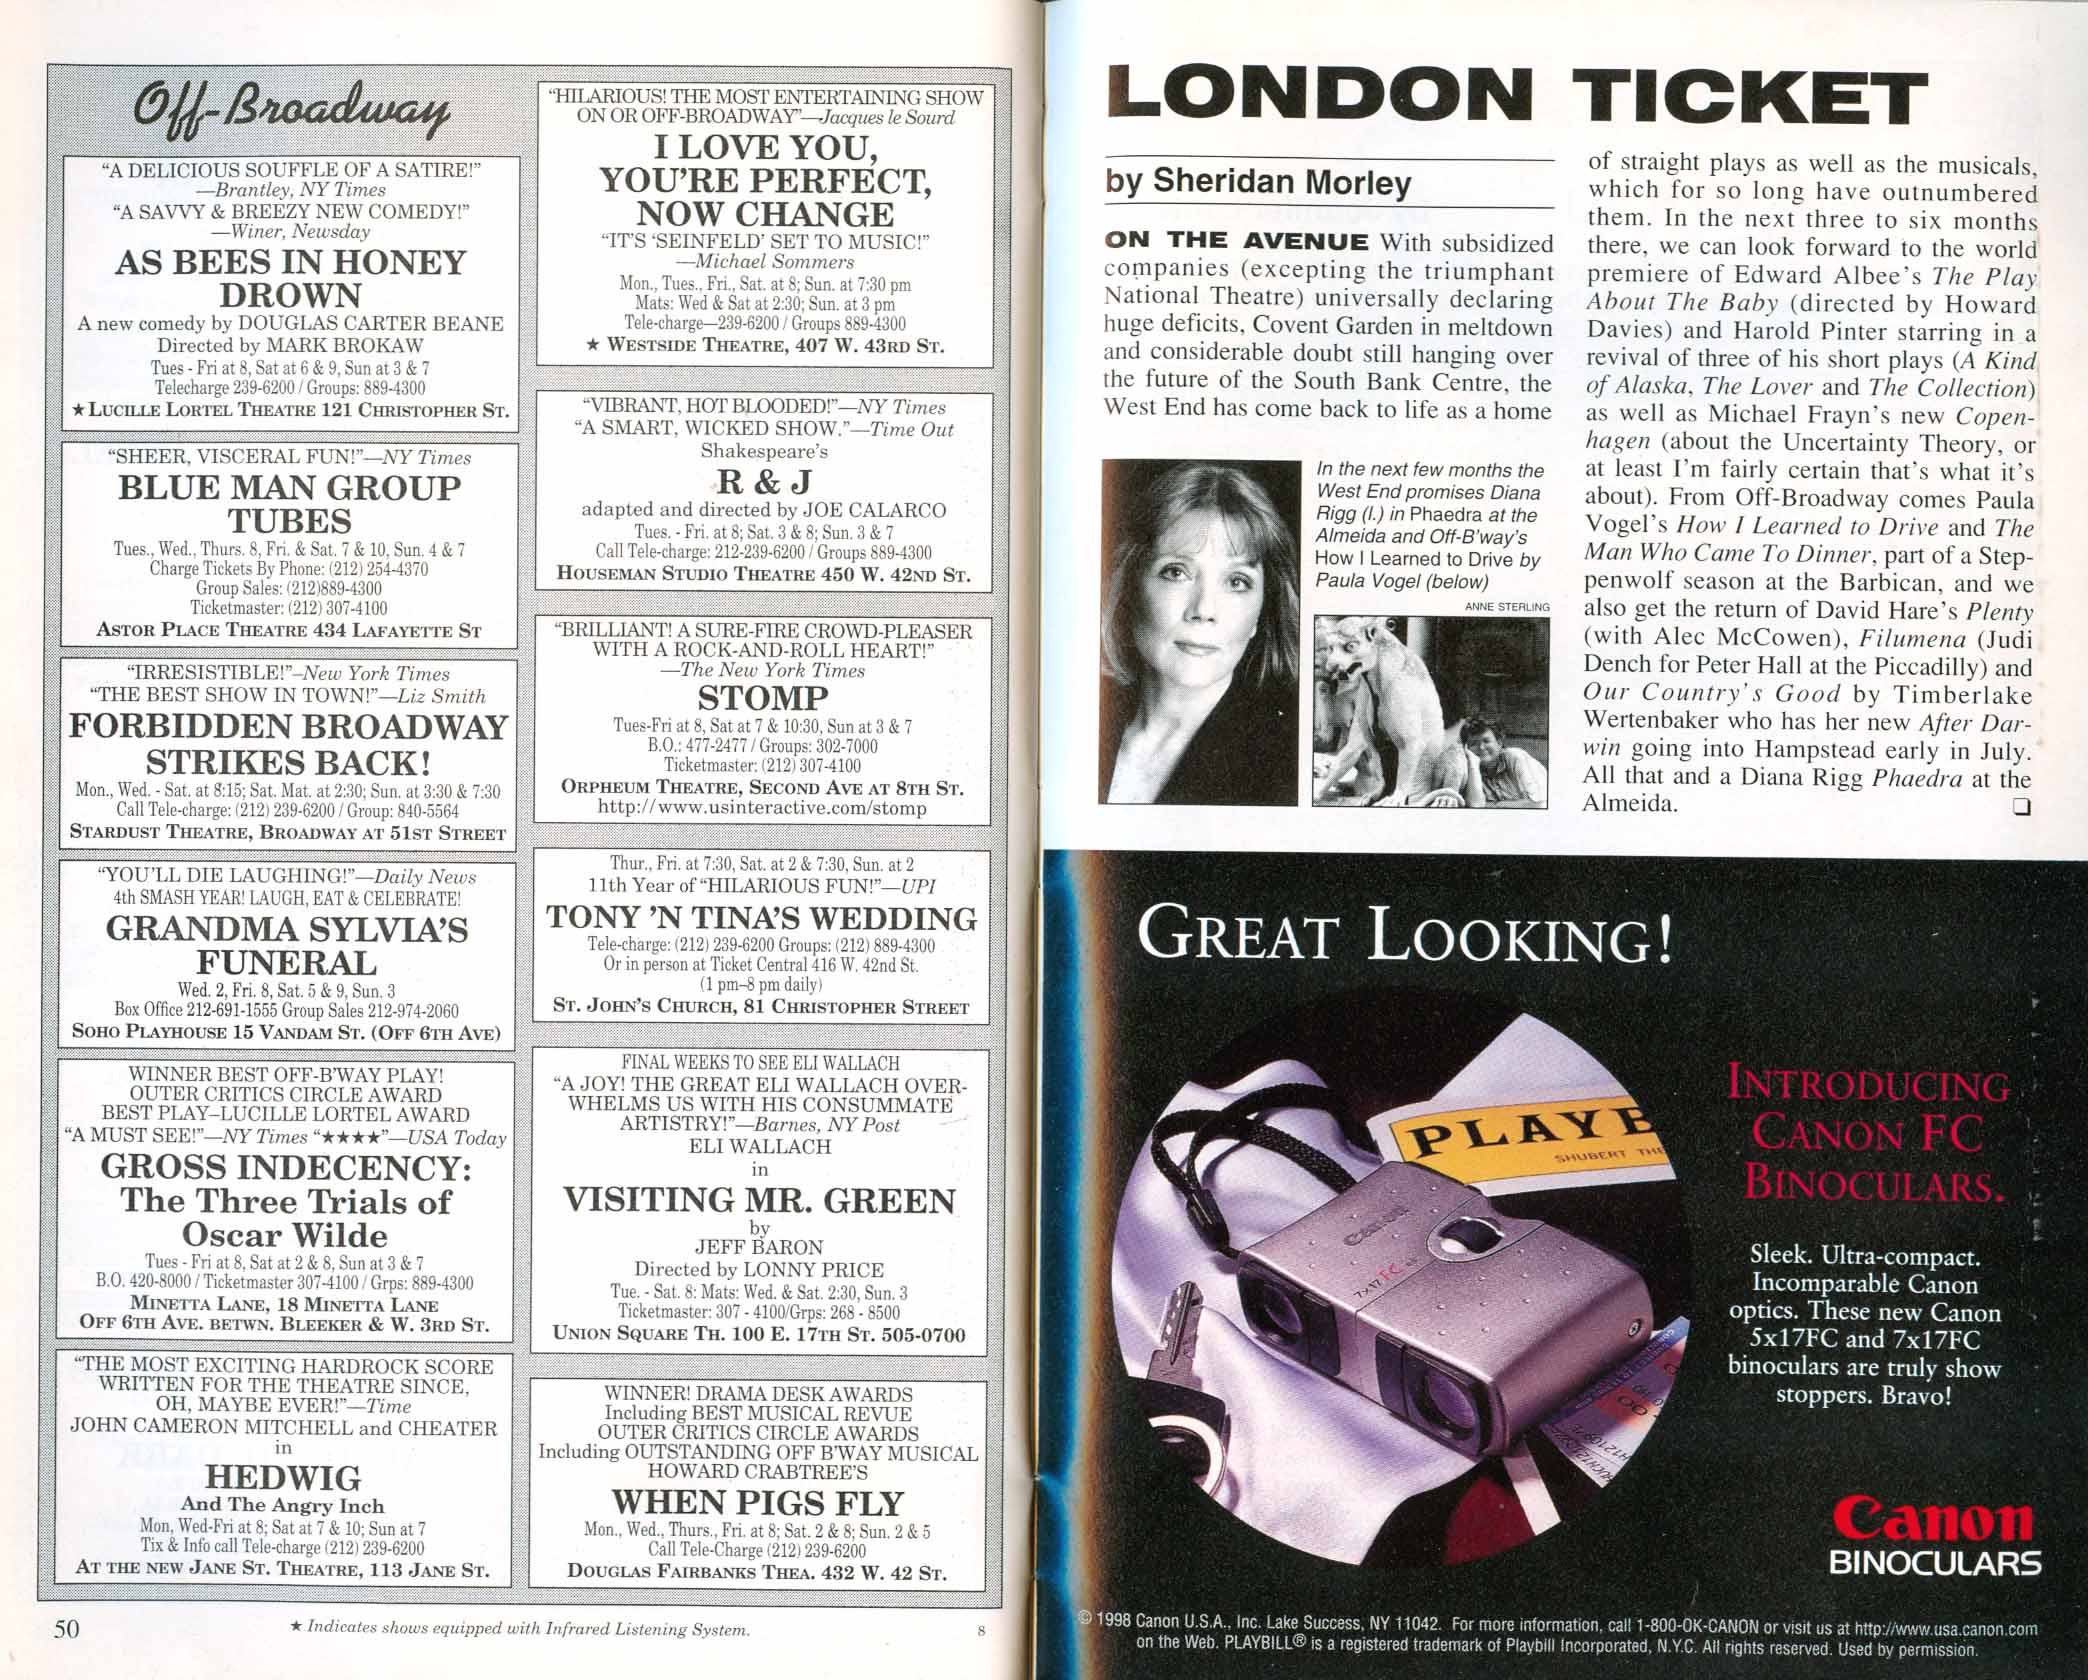 Off-Broadway
“A DELICIOUS SOUFFLE OF A SATIRE!”
—Brantley, NY Times
“A SAVVY & BREEZY NEW COMEDY!”
—Winer, Newsday
AS BEES IN HONEY
DROWN
A new comedy by DOUGLAS CARTER BEANE
Directed by MARK BROKAW
Tues - Fri at 8, Sat at 6 & 9, Sun at 3 & 7
Telecharge 239-6200 / Groups: 889-4300
★ LUCILLE LORTEL THEATRE 121 CHRISTOPHER ST.
“SHEER, VISCERAL FUN!”—NY Times
BLUE MAN GROUP
TUBES
Tues., Wed., Thurs. 8, Fri. & Sat. 7 & 10, Sun. 4 & 7
Charge Tickets By Phone: (212) 254-4370
Group Sales: (212)889-4300
Ticketmaster: (212) 307-4100
ASTOR PLACE THEATRE 434 LAFAYETTE ST
“IRRESISTIBLE!”–New York Times
“THE BEST SHOW IN TOWN!”—Liz Smith
FORBIDDEN BROADWAY
STRIKES BACK!
Mon., Wed. - Sat. at 8:15; Sat. Mat. at 2:30; Sun. at 3:30 & 7:30
Call Tele-charge: (212) 239-6200 / Group: 840-5564
STARDUST THEATRE, BROADWAY AT 51ST STREET
“YOU'LL DIE LAUGHING!”—Daily News
4th SMASH YEAR! LAUGH, EAT & CELEBRATE!
GRANDMA SYLVIA'S
FUNERAL
Wed. 2, Fri. 8, Sat. 5 & 9, Sun. 3
Box Office 212-691-1555 Group Sales 212-974-2060
SOHO PLAYHOUSE 15 VANDAM ST. (OFF 6TH AVE)
WINNER BEST OFF-B'WAY PLAY!
OUTER CRITICS CIRCLE AWARD
BEST PLAY–LUCILLE LORTEL AWARD
“A MUST SEE!”—NY Times “★★★★”—USA Today
GROSS INDECENCY:
The Three Trials of
Oscar Wilde
Tues - Fri at 8, Sat at 2 & 8, Sun at 3 & 7
B.O. 420-8000 / Ticketmaster 307-4100 / Grps: 889-4300
MINETTA LANE, 18 MINETTA LANE
OFF 6TH AVE. BETWN. BLEEKER & W. 3RD ST.
“THE MOST EXCITING HARDROCK SCORE
WRITTEN FOR THE THEATRE SINCE,
OH, MAYBE EVER!”—Time
JOHN CAMERON MITCHELL and CHEATER
in
HEDWIG
And The Angry Inch
Mon, Wed-Fri at 8; Sat at 7 & 10; Sun at 7
Tix & Info call Tele-charge (212) 239-6200
AT THE NEW JANE ST. THEATRE, 113 JANE ST.
“HILARIOUS! THE MOST ENTERTAINING SHOW
ON OR OFF-BROADWAY”—Jacques le Sourd
I LOVE YOU,
YOU'RE PERFECT,
NOW CHANGE
“IT'S ‘SEINFELD’ SET TO MUSIC!”
—Michael Sommers
Mon., Tues., Fri., Sat. at 8; Sun. at 7:30 pm
Mats: Wed & Sat at 2:30; Sun. at 3 pm
Tele-charge—239-6200 / Groups 889-4300
★ WESTSIDE THEATRE, 407 W. 43RD ST.
“VIBRANT, HOT BLOODED!”—NY Times
“A SMART, WICKED SHOW.”—Time Out
Shakespeare's
R & J
adapted and directed by JOE CALARCO
Tues. - Fri. at 8; Sat. 3 & 8; Sun. 3 & 7
Call Tele-charge: 212-239-6200 / Groups 889-4300
HOUSEMAN STUDIO THEATRE 450 W. 42ND ST.
“BRILLIANT! A SURE-FIRE CROWD-PLEASER
WITH A ROCK-AND-ROLL HEART!”
—The New York Times
STOMP
Tues-Fri at 8, Sat at 7 & 10:30, Sun at 3 & 7
B.O.: 477-2477 / Groups: 302-7000
Ticketmaster: (212) 307-4100
ORPHEUM THEATRE, SECOND AVE AT 8TH ST.
http://www.usinteractive.com/stomp
Thur., Fri. at 7:30, Sat. at 2 & 7:30, Sun. at 2
11th Year of “HILARIOUS FUN!”—UPI
TONY 'N TINA'S WEDDING
Tele-charge: (212) 239-6200 Groups: (212) 889-4300
Or in person at Ticket Central 416 W. 42nd St.
(1 pm–8 pm daily)
ST. JOHN'S CHURCH, 81 CHRISTOPHER STREET
FINAL WEEKS TO SEE ELI WALLACH
“A JOY! THE GREAT ELI WALLACH OVER-
WHELMS US WITH HIS CONSUMMATE
ARTISTRY!”—Barnes, NY Post
ELI WALLACH
in
VISITING MR. GREEN
by
JEFF BARON
Directed by LONNY PRICE
Tue. - Sat. 8: Mats: Wed. & Sat. 2:30, Sun. 3
Ticketmaster: 307 - 4100/Grps: 268 - 8500
UNION SQUARE TH. 100 E. 17TH ST. 505-0700
WINNER! DRAMA DESK AWARDS
Including BEST MUSICAL REVUE
OUTER CRITICS CIRCLE AWARDS
Including OUTSTANDING OFF B'WAY MUSICAL
HOWARD CRABTREE'S
WHEN PIGS FLY
Mon., Wed., Thurs., Fri. at 8; Sat. 2 & 8; Sun. 2 & 5
Call Tele-Charge (212) 239-6200
DOUGLAS FAIRBANKS THEA. 432 W. 42 ST.
50
★ Indicates shows equipped with Infrared Listening System.
8
LONDON TICKET
by Sheridan Morley
ON THE AVENUE With subsidized
companies (excepting the triumphant
National Theatre) universally declaring
huge deficits, Covent Garden in meltdown
and considerable doubt still hanging over
the future of the South Bank Centre, the
West End has come back to life as a home
In the next few months the
West End promises Diana
Rigg (l.) in Phaedra at the
Almeida and Off-B'way's
How I Learned to Drive by
Paula Vogel (below)
ANNE STERLING
of straight plays as well as the musicals,
which for so long have outnumbered
them. In the next three to six months
there, we can look forward to the world
premiere of Edward Albee's The Play
About The Baby (directed by Howard
Davies) and Harold Pinter starring in a
revival of three of his short plays (A Kind
of Alaska, The Lover and The Collection)
as well as Michael Frayn's new Copen-
hagen (about the Uncertainty Theory, or
at least I'm fairly certain that's what it's
about). From Off-Broadway comes Paula
Vogel's How I Learned to Drive and The
Man Who Came To Dinner, part of a Step-
penwolf season at the Barbican, and we
also get the return of David Hare's Plenty
(with Alec McCowen), Filumena (Judi
Dench for Peter Hall at the Piccadilly) and
Our Country's Good by Timberlake
Wertenbaker who has her new After Dar-
win going into Hampstead early in July.
All that and a Diana Rigg Phaedra at the
Almeida. ❑
GREAT LOOKING!
PLAYB
SHUBERT THE
Canon
7x17 FC
INTRODUCING
CANON FC
BINOCULARS.
Sleek. Ultra-compact.
Incomparable Canon
optics. These new Canon
5x17FC and 7x17FC
binoculars are truly show
stoppers. Bravo!
Canon
BINOCULARS
© 1998 Canon U.S.A., Inc. Lake Success, NY 11042. For more information, call 1-800-OK-CANON or visit us at http://www.usa.canon.com
on the Web. PLAYBILL® is a registered trademark of Playbill Incorporated, N.Y.C. All rights reserved. Used by permission.